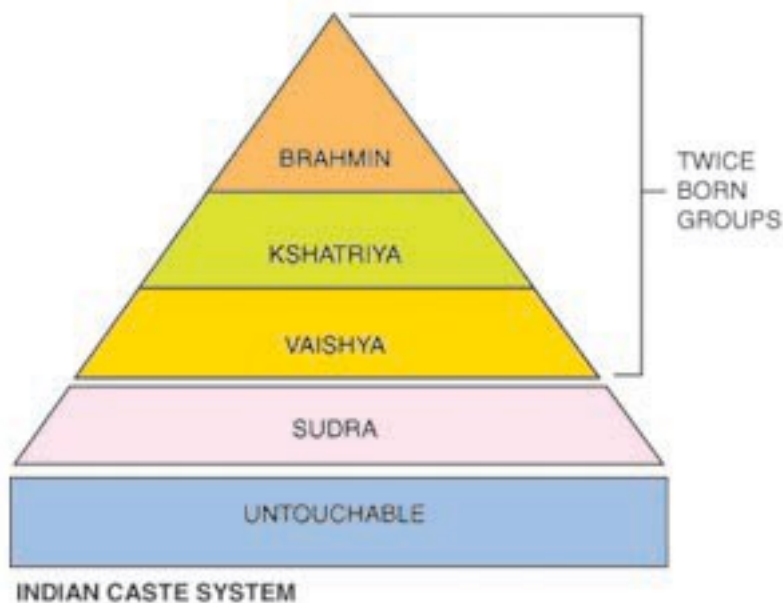 BRAHMIN
TWICE
BORN
GROUPS
KSHATRIYA
VAISHYA
SUDRA
UNTOUCHABLE
INDIAN CASTE SYSTEM